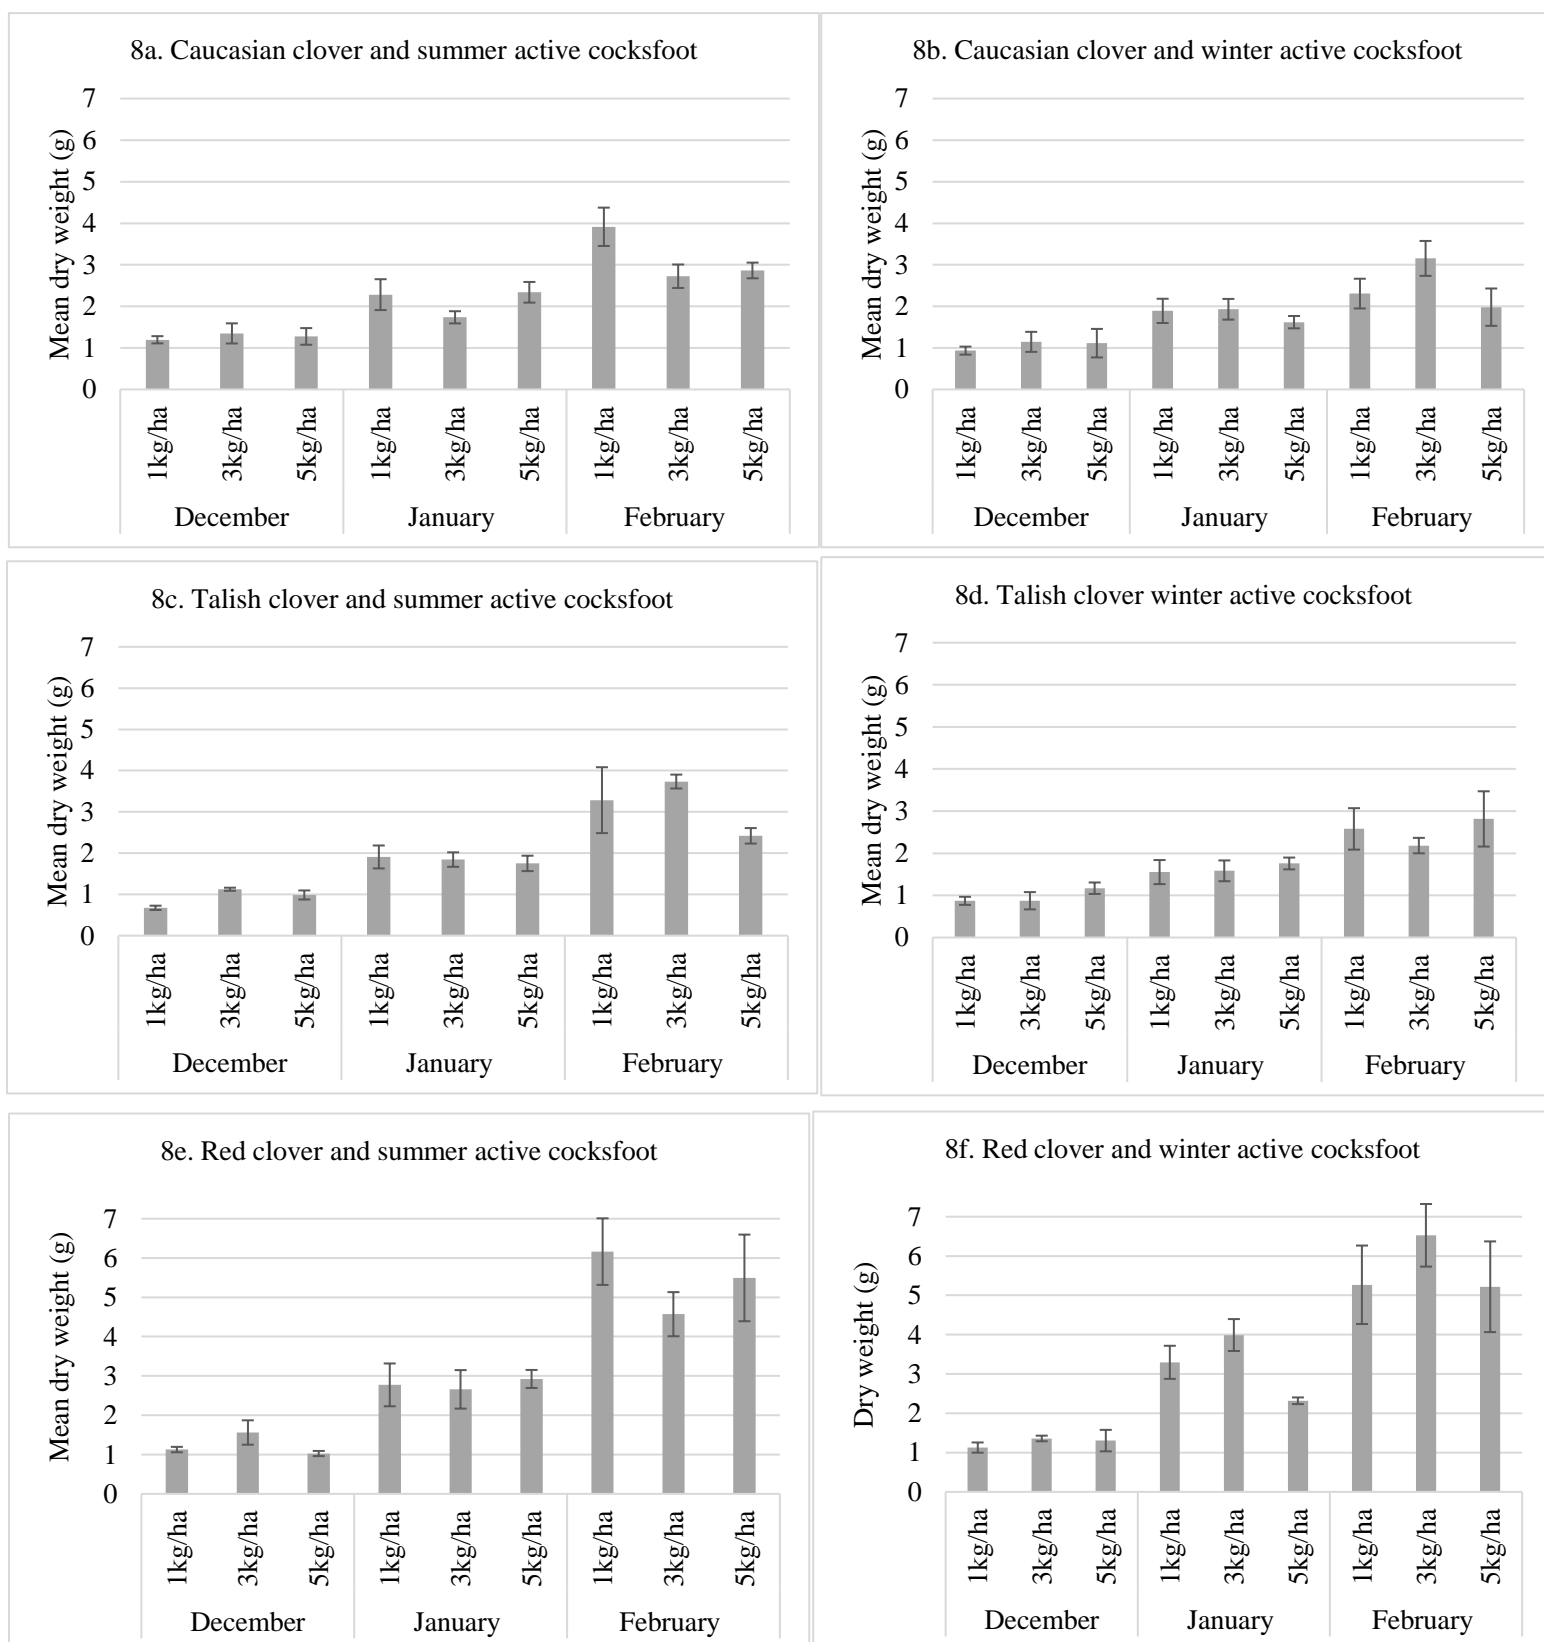 8a. Caucasian clover and summer active cocksfoot
Mean dry weight (g)
7
6
5
4
3
2
1
0
1kg/ha 3kg/ha 5kg/ha 1kg/ha 3kg/ha 5kg/ha 1kg/ha 3kg/ha 5kg/ha
December January February
8b. Caucasian clover and winter active cocksfoot
Mean dry weight (g)
7
6
5
4
3
2
1
0
1kg/ha 3kg/ha 5kg/ha 1kg/ha 3kg/ha 5kg/ha 1kg/ha 3kg/ha 5kg/ha
December January February
8c. Talish clover and summer active cocksfoot
Mean dry weight (g)
7
6
5
4
3
2
1
0
1kg/ha 3kg/ha 5kg/ha 1kg/ha 3kg/ha 5kg/ha 1kg/ha 3kg/ha 5kg/ha
December January February
8d. Talish clover winter active cocksfoot
Mean dry weight (g)
7
6
5
4
3
2
1
0
1kg/ha 3kg/ha 5kg/ha 1kg/ha 3kg/ha 5kg/ha 1kg/ha 3kg/ha 5kg/ha
December January February
8e. Red clover and summer active cocksfoot
Mean dry weight (g)
7
6
5
4
3
2
1
0
1kg/ha 3kg/ha 5kg/ha 1kg/ha 3kg/ha 5kg/ha 1kg/ha 3kg/ha 5kg/ha
December January February
8f. Red clover and winter active cocksfoot
Dry weight (g)
7
6
5
4
3
2
1
0
1kg/ha 3kg/ha 5kg/ha 1kg/ha 3kg/ha 5kg/ha 1kg/ha 3kg/ha 5kg/ha
December January February